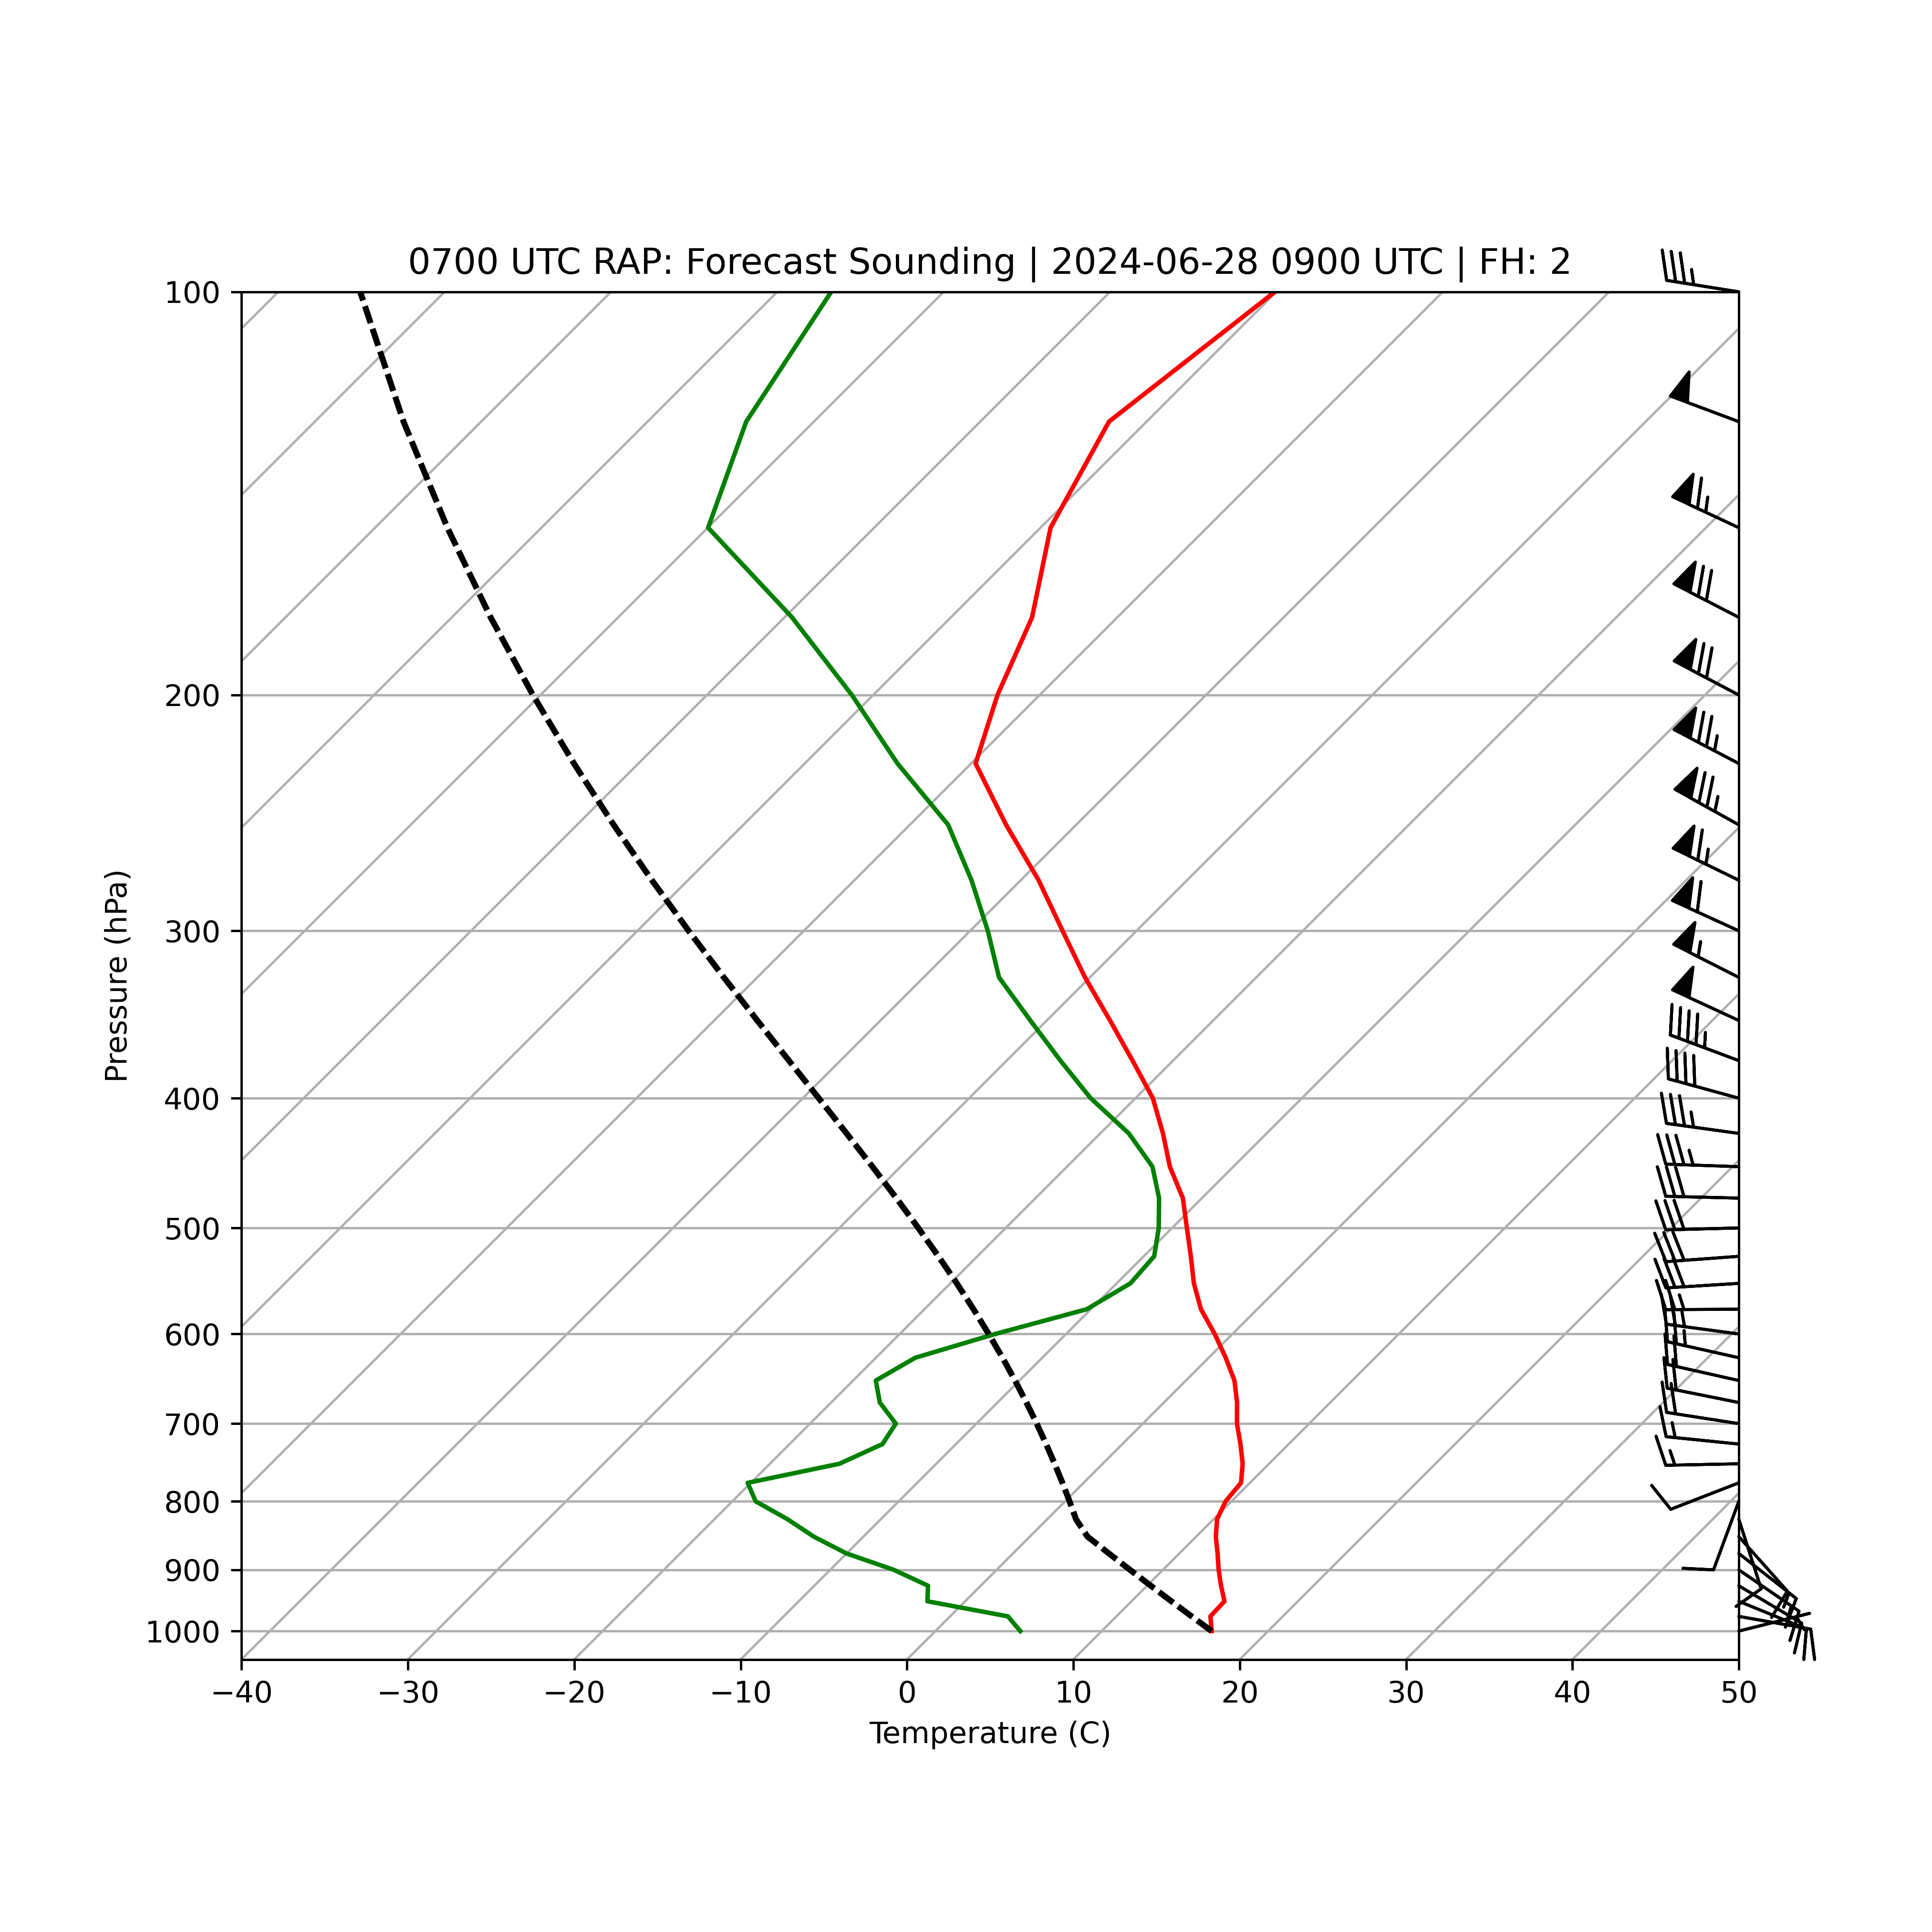 0700 UTC RAP: Forecast Sounding | 2024-06-28 0900 UTC | FH: 2
100
200
300
400
500
600
700
800
900
1000
Pressure (hPa)
−40 −30 −20 −10 0 10 20 30 40 50
Temperature (C)